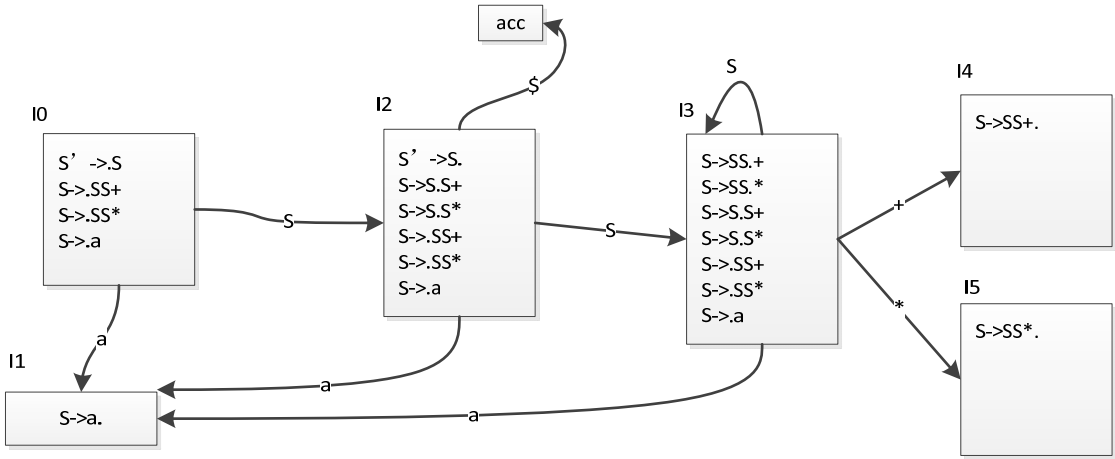 acc
$
I0
S’ ->.S
S->.SS+
S->.SS*
S->.a
S
a
I1
S->a.
I2
S’ ->S.
S->S.S+
S->S.S*
S->.SS+
S->.SS*
S->.a
S
a
I3
S
S->SS.+
S->SS.*
S->S.S+
S->S.S*
S->.SS+
S->.SS*
S->.a
a
+
*
I4
S->SS+.
I5
S->SS*.